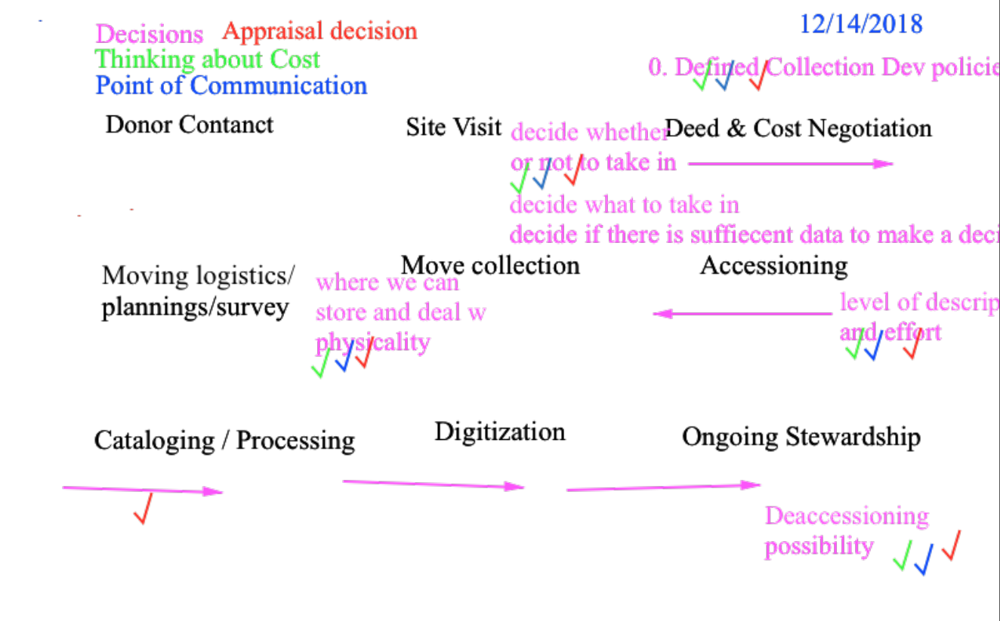 Decisions Appraisal decision
12/14/2018
Thinking about Cost
0. Defined Collection Dev policie
Point of Communication
Donor Contanct
Site Visit
decide whether
or not to take in
decide what to take in
decide if there is suffiecent data to make a deci
Deed & Cost Negotiation
Moving logistics/
plannings/survey
where we can
store and deal w
physicality
Move collection
Accessioning
level of descrip
and effort
Cataloging / Processing
Digitization
Ongoing Stewardship
Deaccessioning
possibility